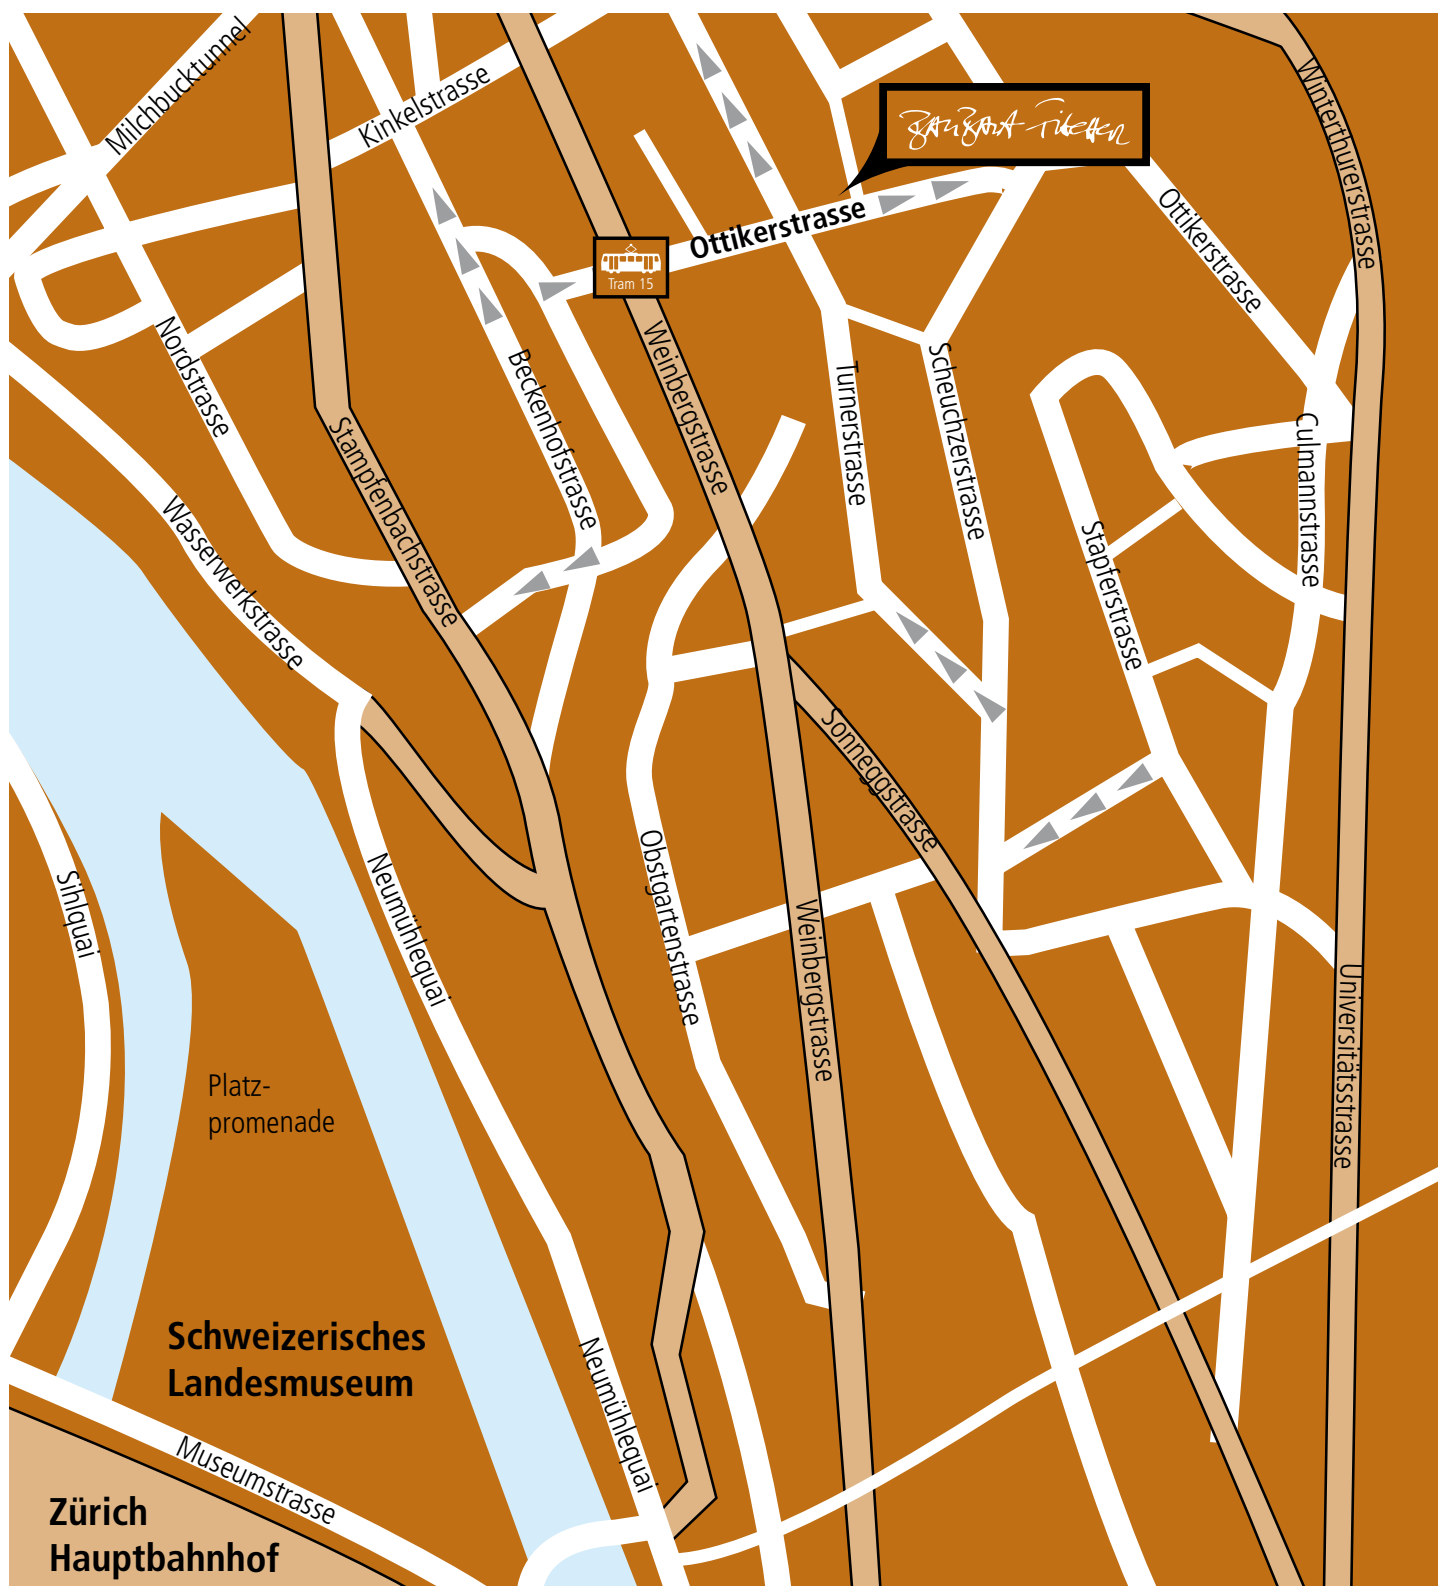 Milchbucktunnel
Kinkelstrasse
Winterthurerstrasse
Ottikerstrasse
Ottikerstrasse
Tram 15
Nordstrasse
Beckenhofstrasse
Weinbergstrasse
Turnerstrasse
Scheuchzerstrasse
Stampfenbachstrasse
Culmannstrasse
Wasserwerkstrasse
Stapferstrasse
Sonneggstrasse
Obstgartenstrasse
Neumühlequai
Sihlquai
Weinbergstrasse
Universitätsstrasse
Platz-
promenade
Schweizerisches
Landesmuseum
Neumühlequai
Museumstrasse
Zürich
Hauptbahnhof